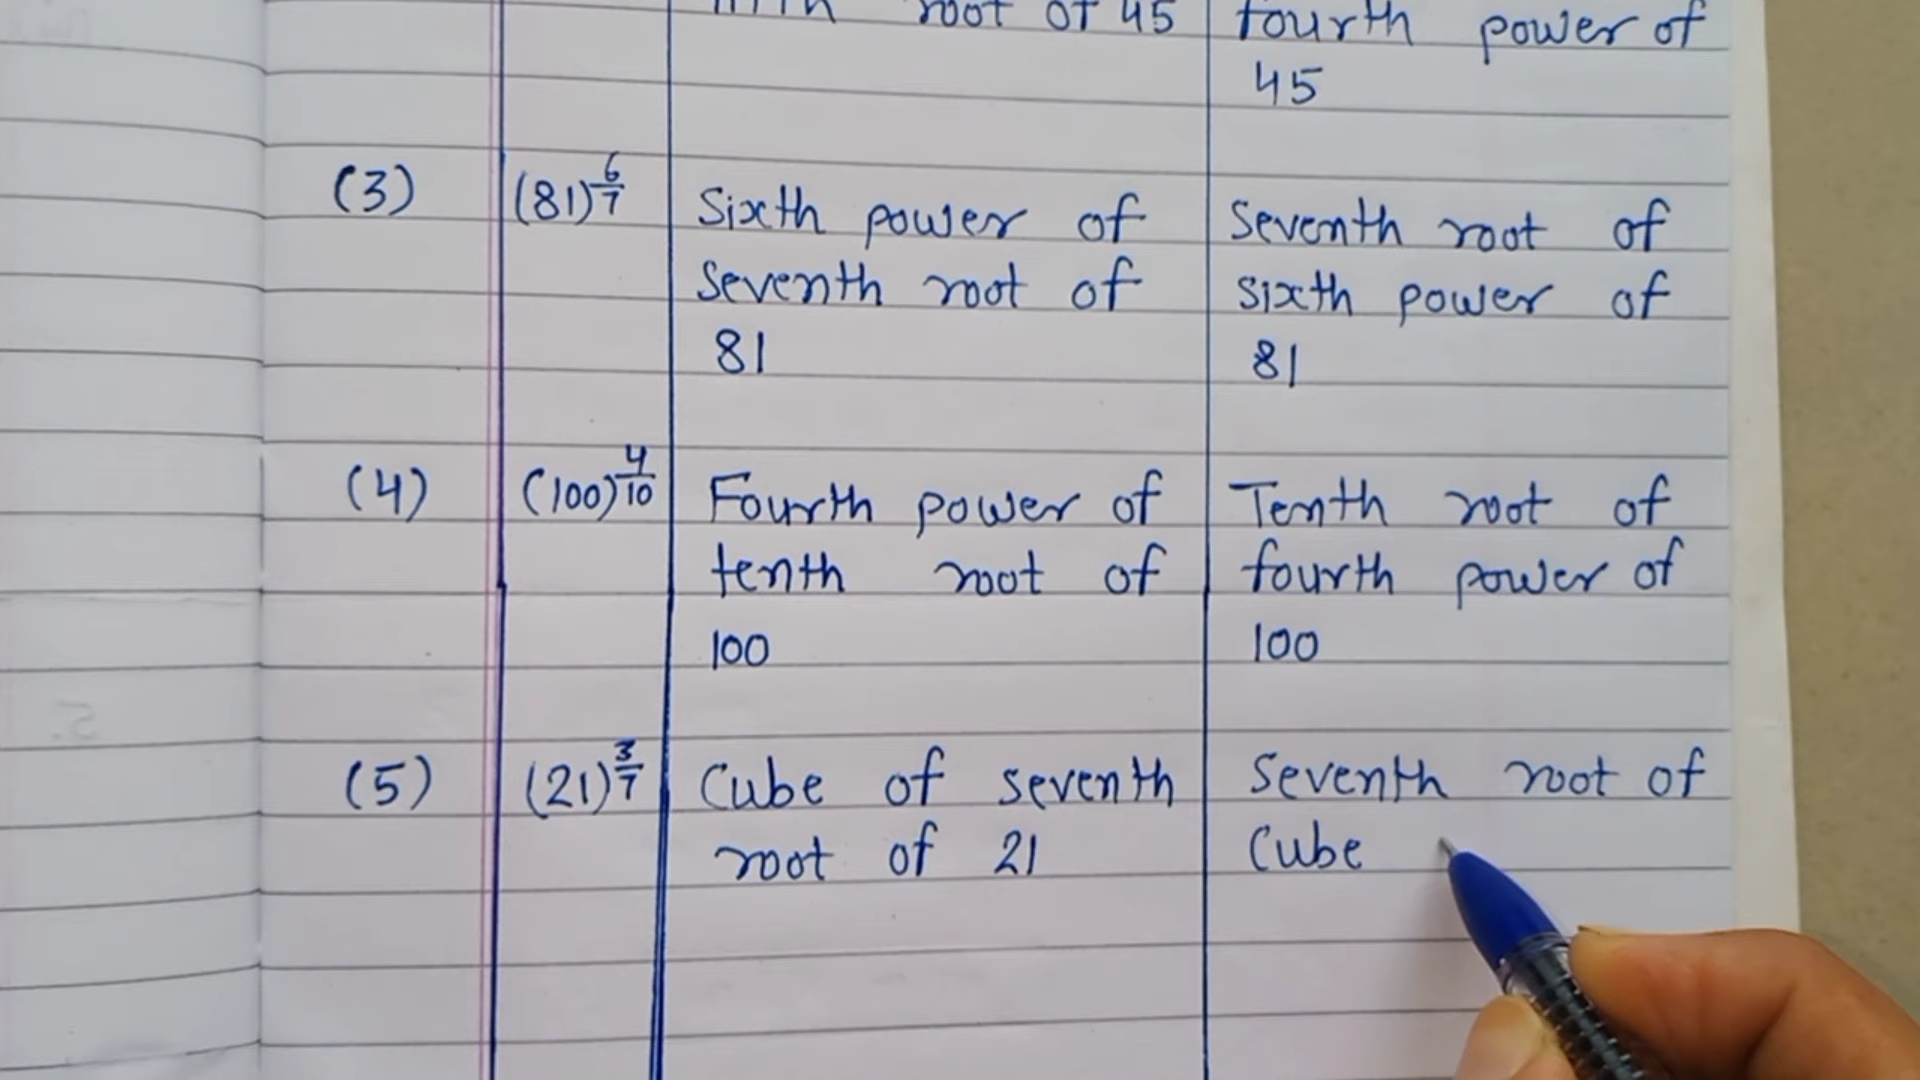 root of 45
fourth power of
45
(3)
(81)^6/7
Sixth power of
seventh root of
81
Seventh root of
sixth power of
81
(4)
(100)^4/10
Fourth power of
tenth root of
100
Tenth root of
fourth power of
100
(5)
(21)^3/7
Cube of seventh
root of 21
Seventh root of
Cube